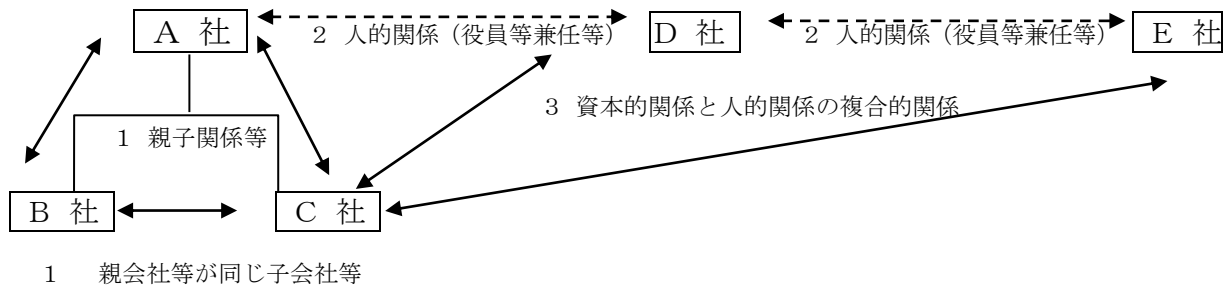 A 社
2 人的関係（役員等兼任等）
D 社
2 人的関係（役員等兼任等）
E 社
3 資本的関係と人的関係の複合的関係
1 親子関係等
B 社
C 社
1 親会社等が同じ子会社等